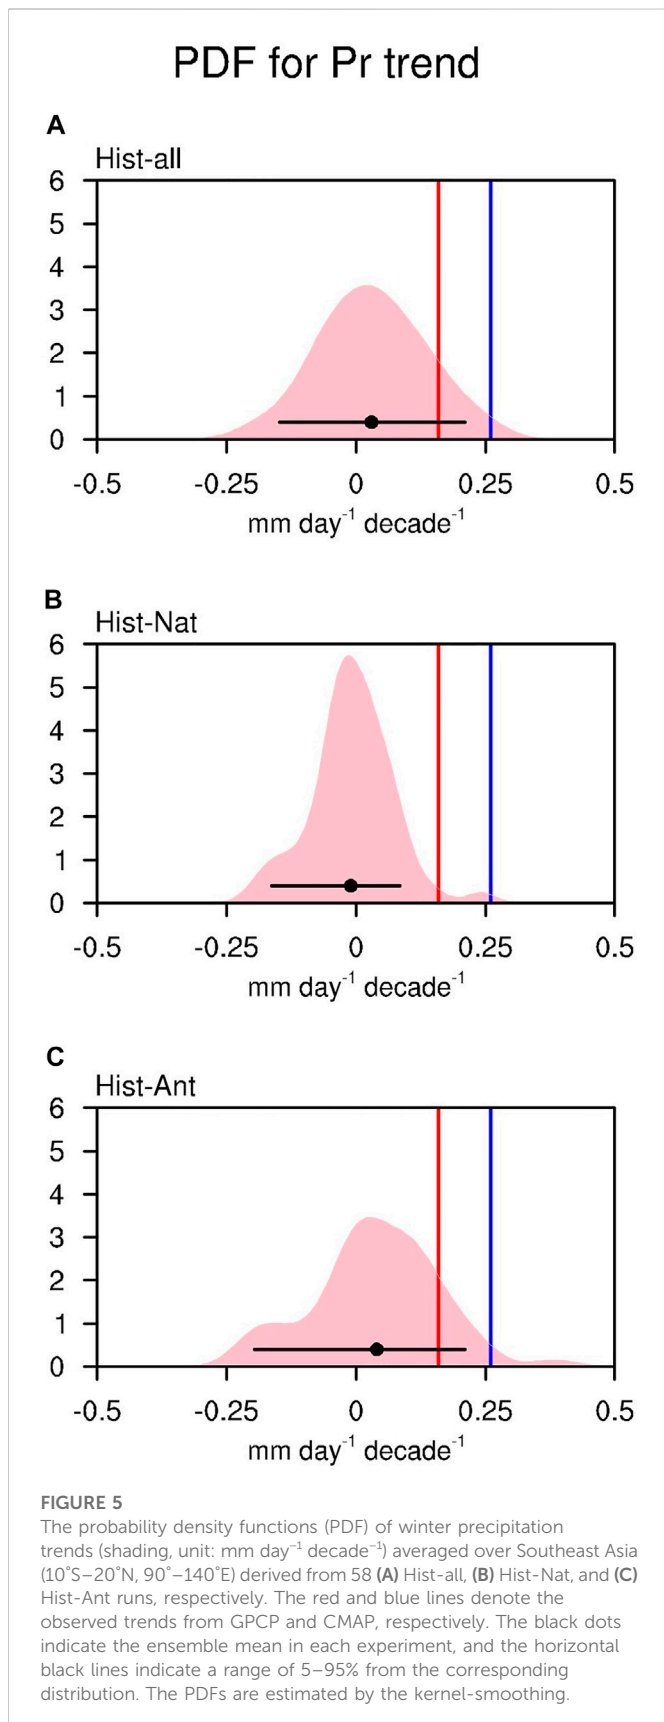 PDF for Pr trend
A
Hist-all
6
5
4
3
2
1
0
-0.5 -0.25 0 0.25 0.5
mm day⁻¹ decade⁻¹
B
Hist-Nat
6
5
4
3
2
1
0
-0.5 -0.25 0 0.25 0.5
mm day⁻¹ decade⁻¹
C
Hist-Ant
6
5
4
3
2
1
0
-0.5 -0.25 0 0.25 0.5
mm day⁻¹ decade⁻¹
FIGURE 5
The probability density functions (PDF) of winter precipitation
trends (shading, unit: mm day⁻¹ decade⁻¹) averaged over Southeast Asia
(10°S–20°N, 90°–140°E) derived from 58 (A) Hist-all, (B) Hist-Nat, and (C)
Hist-Ant runs, respectively. The red and blue lines denote the
observed trends from GPCP and CMAP, respectively. The black dots
indicate the ensemble mean in each experiment, and the horizontal
black lines indicate a range of 5–95% from the corresponding
distribution. The PDFs are estimated by the kernel-smoothing.